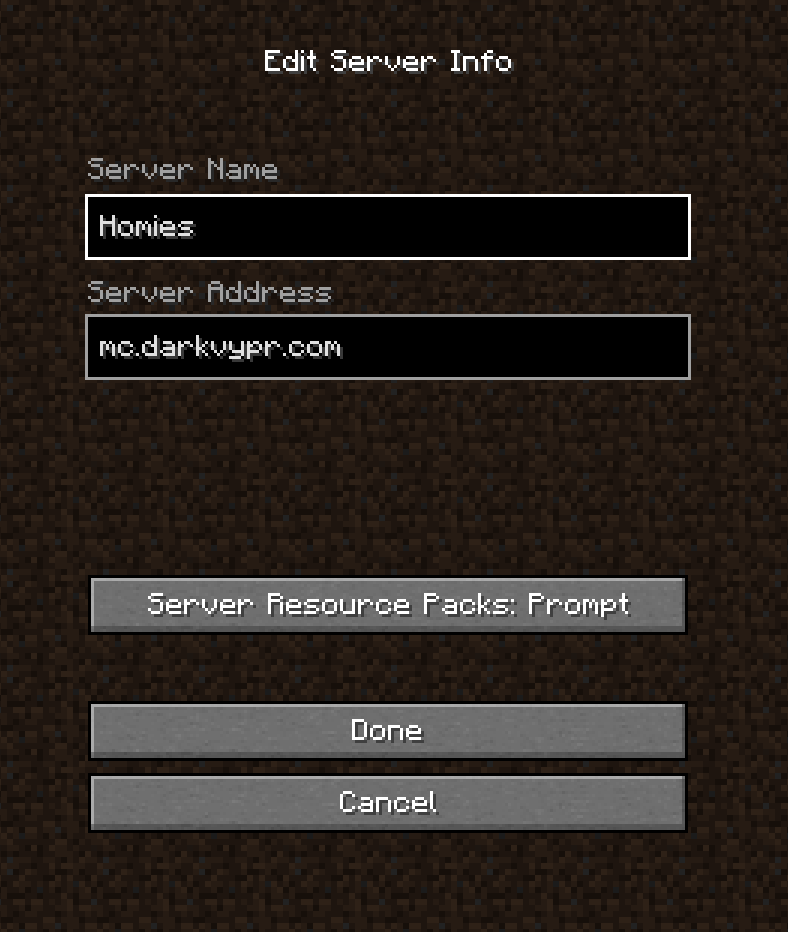 Edit Server Info
Server Name
Homies
Server Address
mc.darkvypr.com
Server Resource Packs: Prompt
Done
Cancel